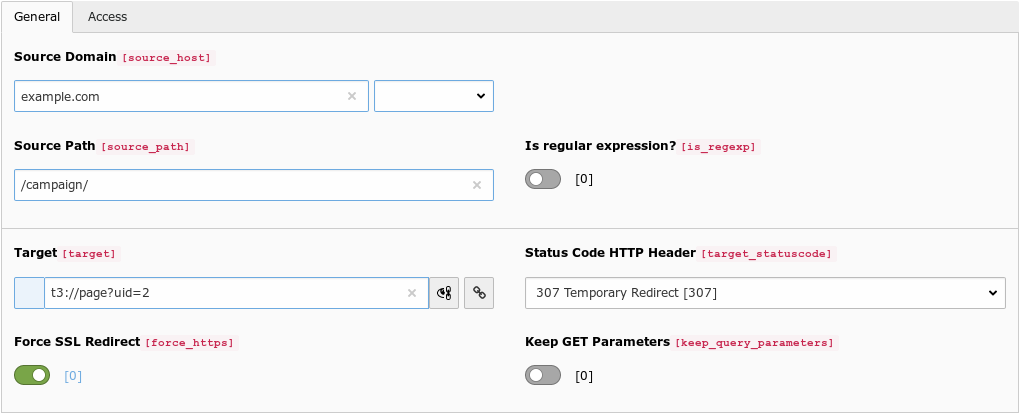 General Access
Source Domain [source_host]
example.com ×
Source Path [source_path] Is regular expression? [is_regexp]
/campaign/ × [0]
Target [target] Status Code HTTP Header [target_statuscode]
t3://page?uid=2 × 307 Temporary Redirect [307]
Force SSL Redirect [force_https] Keep GET Parameters [keep_query_parameters]
[0] [0]